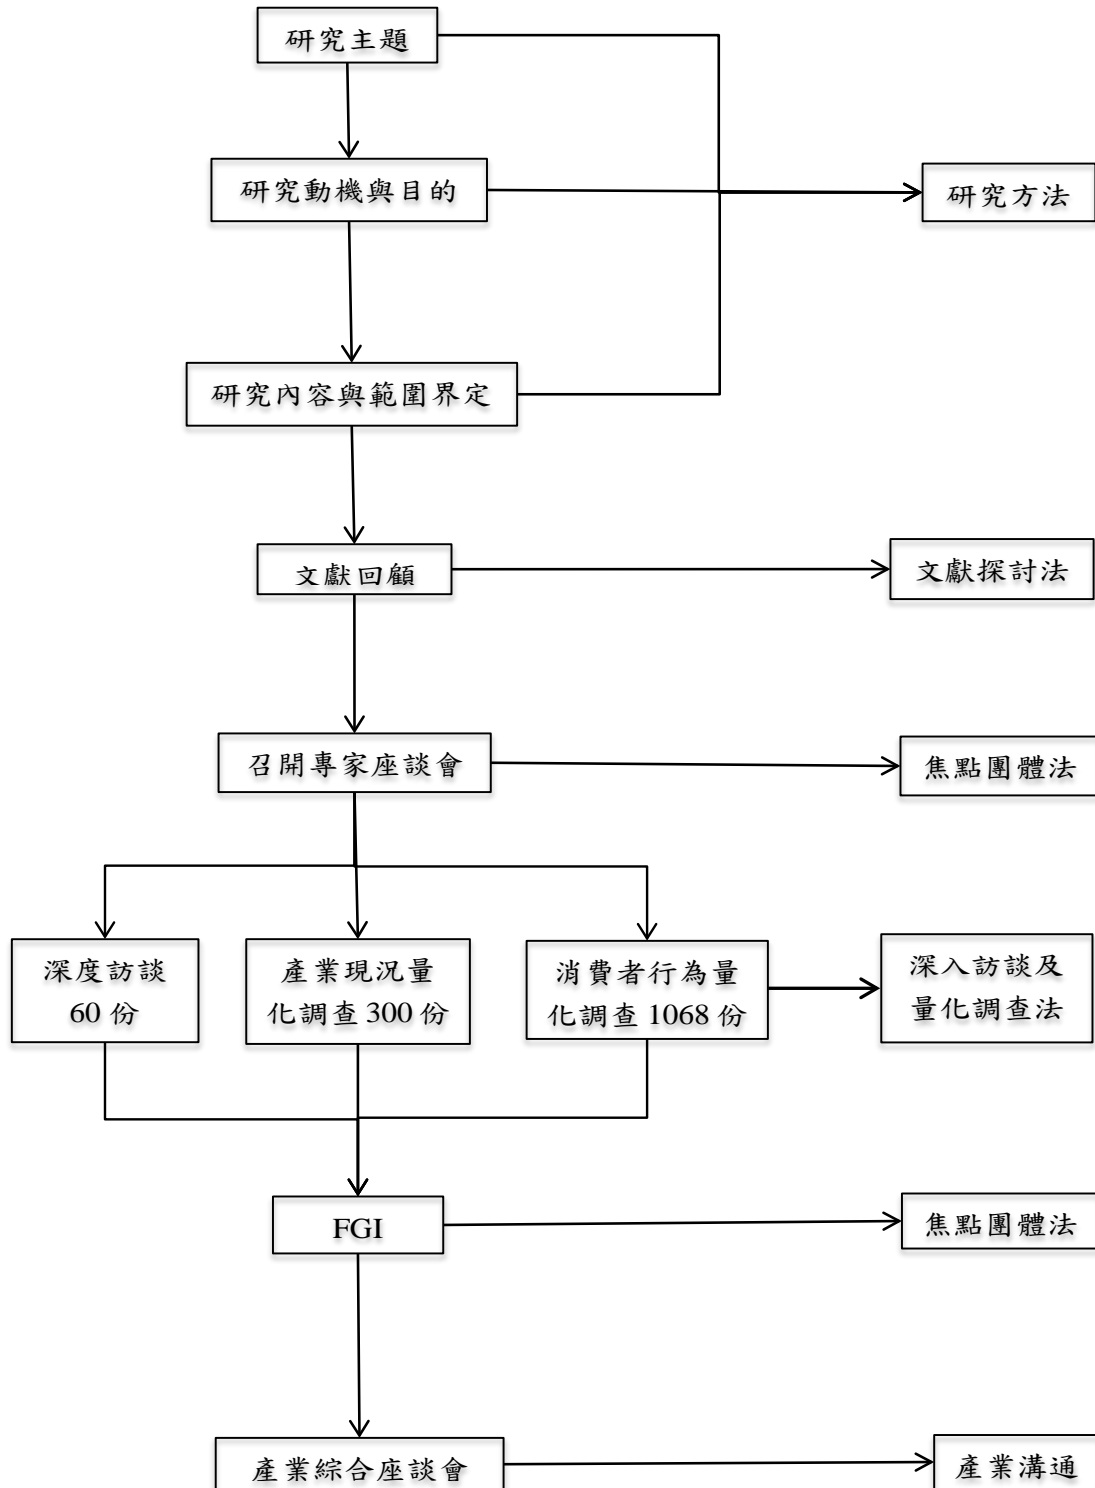 研究主題
研究動機與目的
研究方法
研究內容與範圍界定
文獻回顧
文獻探討法
召開專家座談會
焦點團體法
深度訪談
60 份
產業現況量
化調查 300 份
消費者行為量
化調查 1068 份
深入訪談及
量化調查法
FGI
焦點團體法
產業綜合座談會
產業溝通